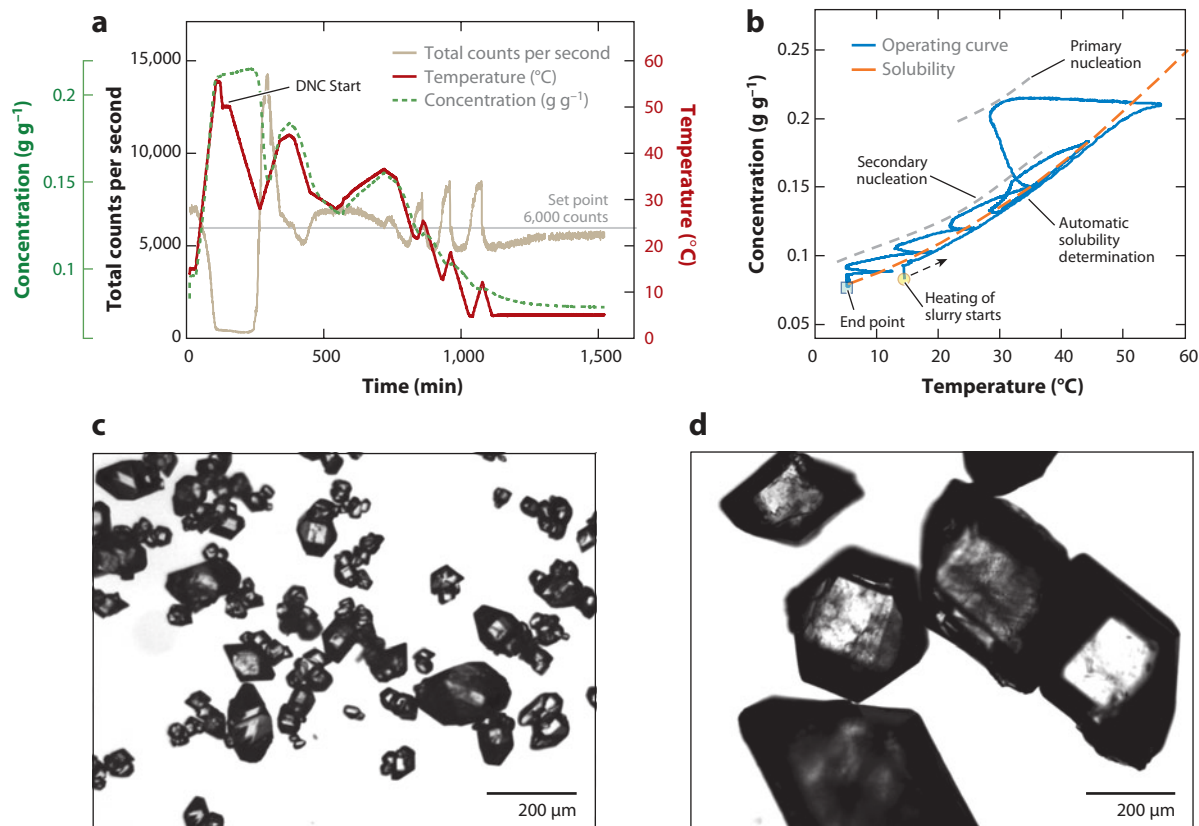 a
Concentration (g g⁻¹)
0.2
0.15
0.1
Total counts per second
15,000
10,000
5,000
0
Total counts per second
Temperature (°C)
Concentration (g g⁻¹)
DNC Start
Set point
6,000 counts
60
50
40
30
20
10
0
Temperature (°C)
0
500
1,000
1,500
Time (min)
b
Concentration (g g⁻¹)
0.25
0.20
0.15
0.10
0.05
Operating curve
Solubility
Primary
nucleation
Secondary
nucleation
Automatic
solubility
determination
End point
Heating of
slurry starts
0
10
20
30
40
50
60
Temperature (°C)
c
200 µm
d
200 µm